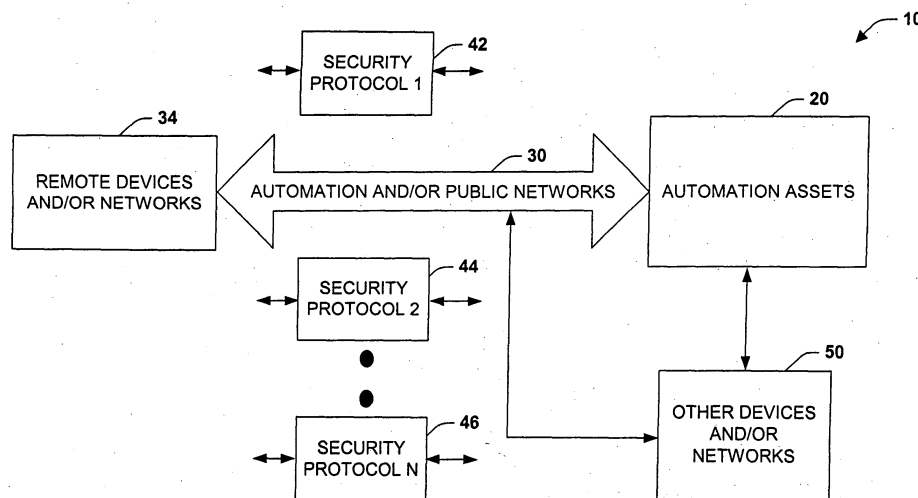 10
SECURITY
PROTOCOL 1
42
34
REMOTE DEVICES
AND/OR NETWORKS
30
AUTOMATION AND/OR PUBLIC NETWORKS
20
AUTOMATION ASSETS
SECURITY
PROTOCOL 2
44
SECURITY
PROTOCOL N
46
50
OTHER DEVICES
AND/OR
NETWORKS